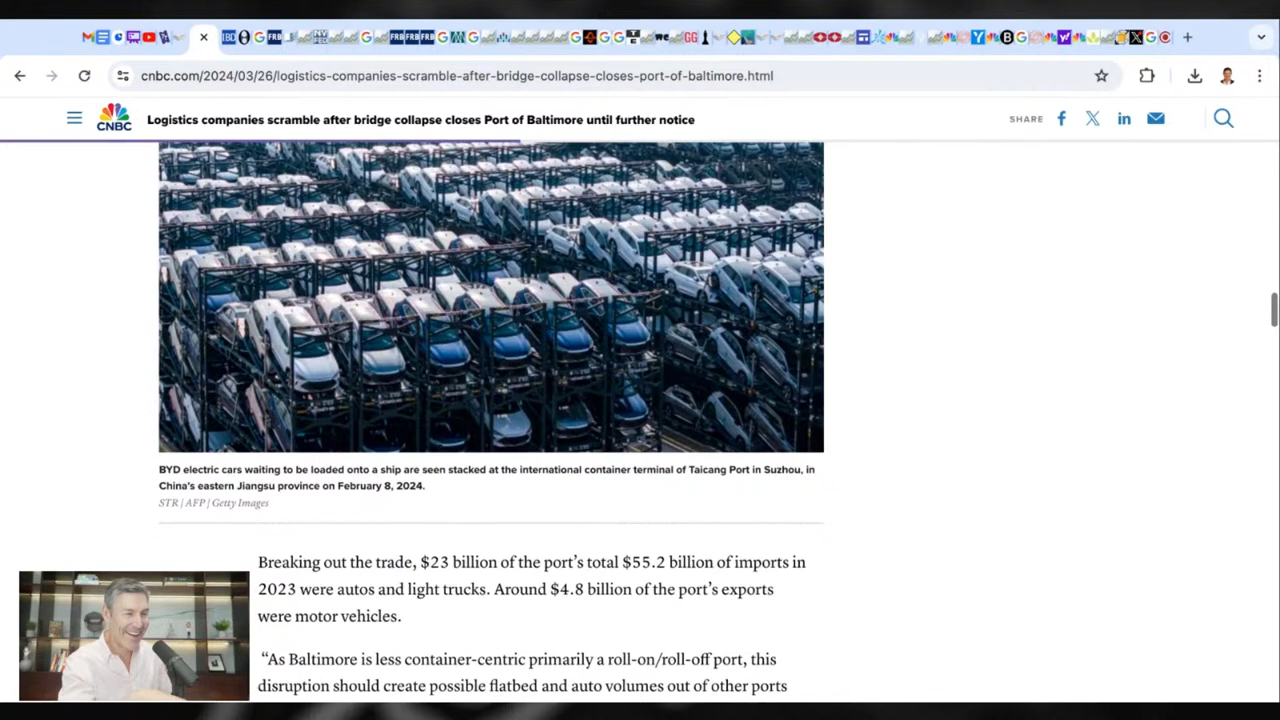 IBD
FRB
FRB FRB FRB
GG
cnbc.com/2024/03/26/logistics-companies-scramble-after-bridge-collapse-closes-port-of-baltimore.html
CNBC
Logistics companies scramble after bridge collapse closes Port of Baltimore until further notice
SHARE
BYD electric cars waiting to be loaded onto a ship are seen stacked at the international container terminal of Taicang Port in Suzhou, in
China's eastern Jiangsu province on February 8, 2024.
STR | AFP | Getty Images
Breaking out the trade, $23 billion of the port's total $55.2 billion of imports in
2023 were autos and light trucks. Around $4.8 billion of the port's exports
were motor vehicles.
“As Baltimore is less container-centric primarily a roll-on/roll-off port, this
disruption should create possible flatbed and auto volumes out of other ports